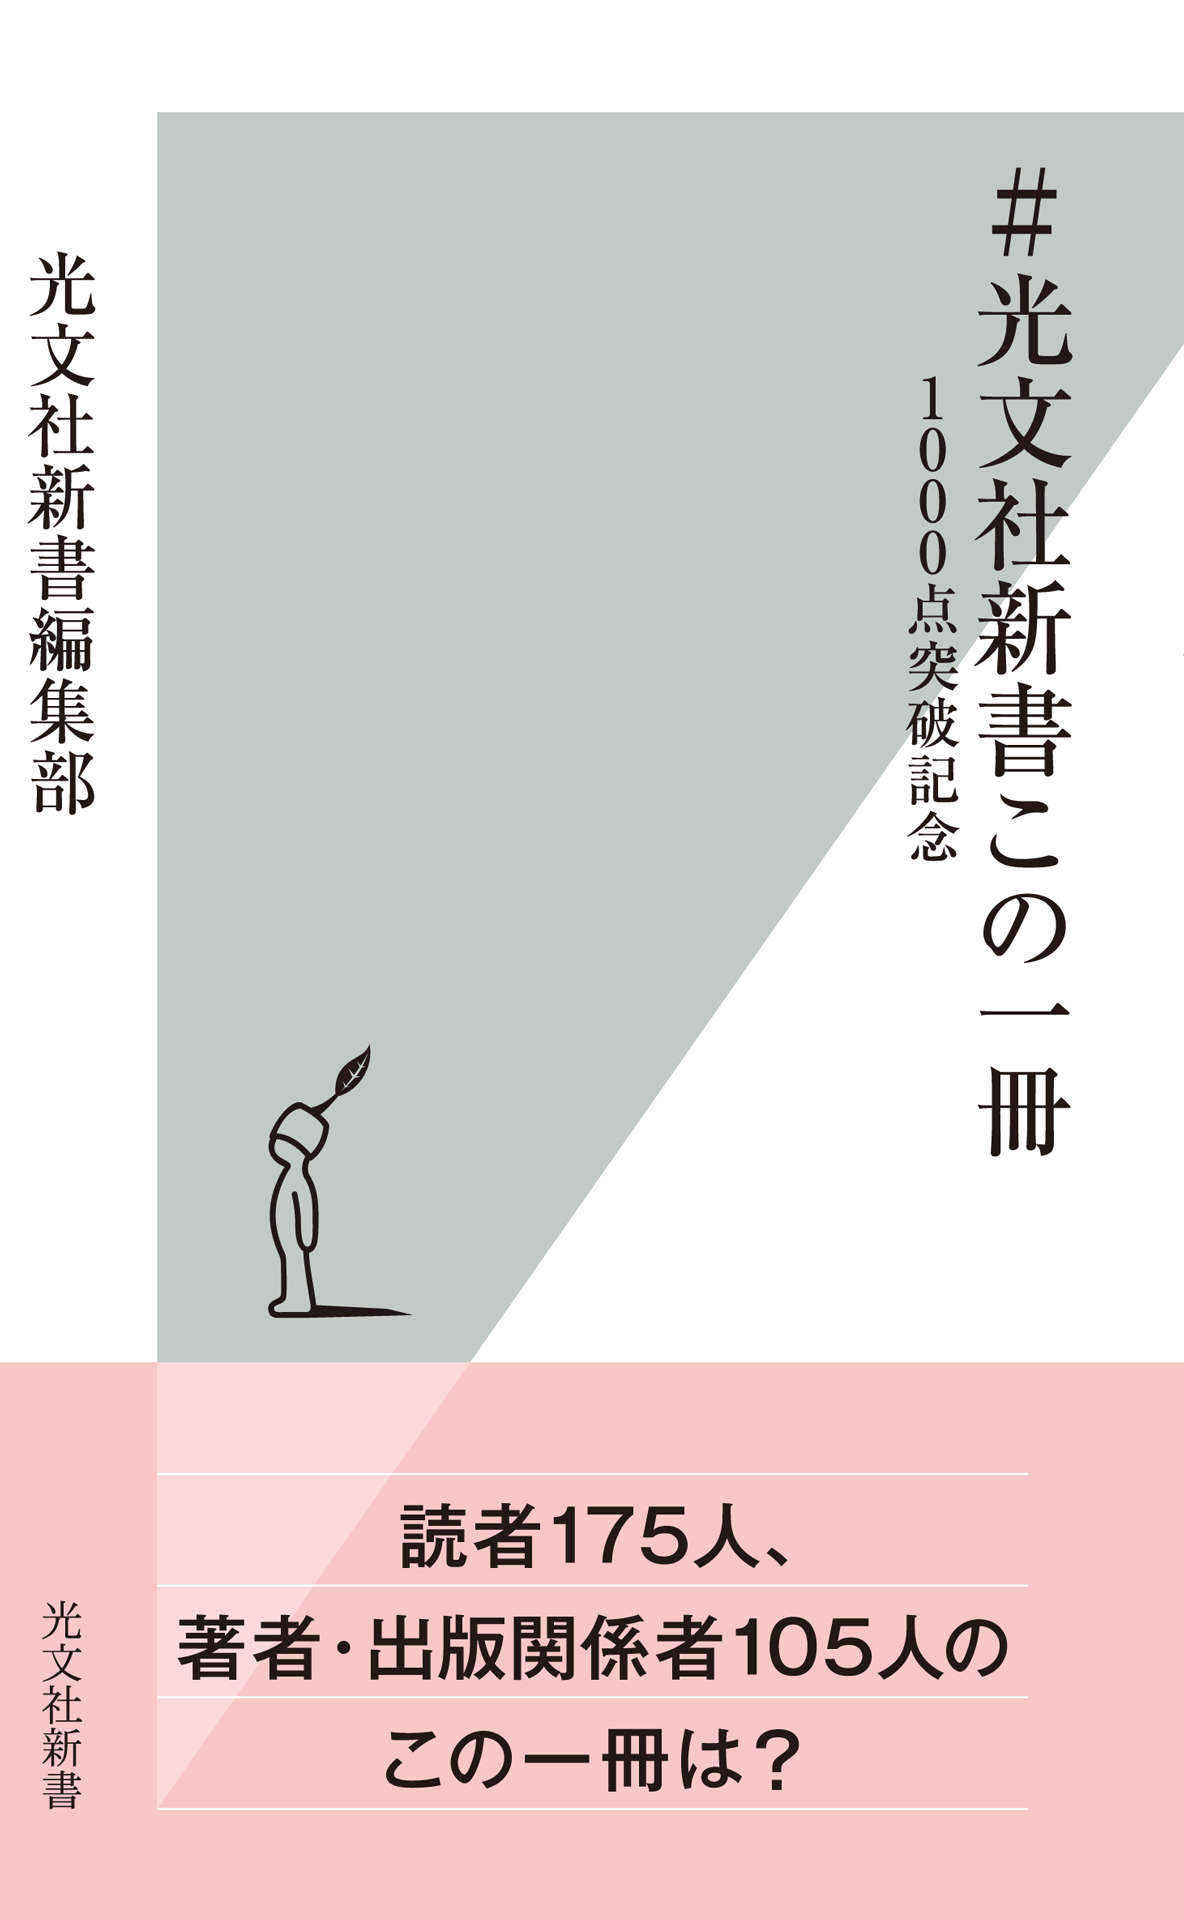 #光文社新書この一冊
1000点突破記念
光文社新書編集部
読者175人、
著者・出版関係者105人の
この一冊は？
光文社新書